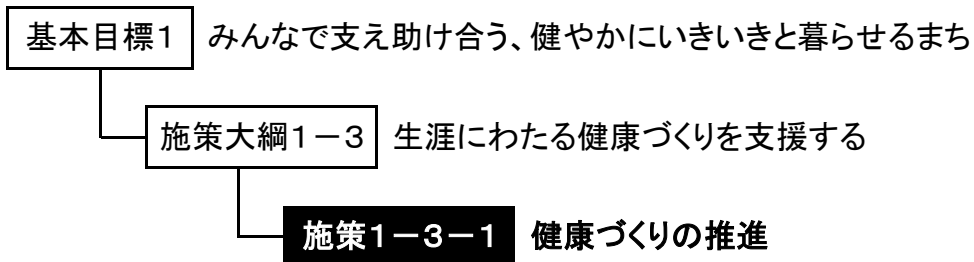 基本目標1 みんなで支え助け合う、健やかにいきいきと暮らせるまち
施策大綱1－3 生涯にわたる健康づくりを支援する
施策1－3－1 健康づくりの推進